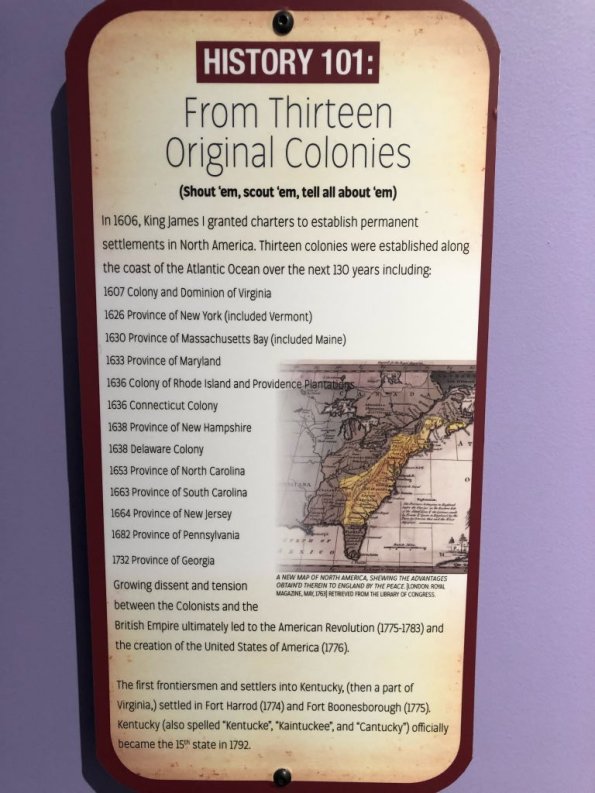 HISTORY 101:
From Thirteen
Original Colonies
(Shout 'em, scout 'em, tell all about 'em)
In 1606, King James I granted charters to establish permanent
settlements in North America. Thirteen colonies were established along
the coast of the Atlantic Ocean over the next 130 years including:
1607 Colony and Dominion of Virginia
1626 Province of New York (included Vermont)
1630 Province of Massachusetts Bay (included Maine)
1633 Province of Maryland
1636 Colony of Rhode Island and Providence Plantations
1636 Connecticut Colony
1638 Province of New Hampshire
1638 Delaware Colony
1653 Province of North Carolina
1663 Province of South Carolina
1664 Province of New Jersey
1682 Province of Pennsylvania
1732 Province of Georgia
A NEW MAP OF NORTH AMERICA, SHEWING THE ADVANTAGES
OBTAIN'D THEREIN TO ENGLAND BY THE PEACE. [LONDON: ROYAL
MAGAZINE, MAY, 1763] RETRIEVED FROM THE LIBRARY OF CONGRESS.
Growing dissent and tension
between the Colonists and the
British Empire ultimately led to the American Revolution (1775-1783) and
the creation of the United States of America (1776).
The first frontiersmen and settlers into Kentucky, (then a part of
Virginia,) settled in Fort Harrod (1774) and Fort Boonesborough (1775).
Kentucky (also spelled "Kentucke", "Kaintuckee", and "Cantucky") officially
became the 15th state in 1792.